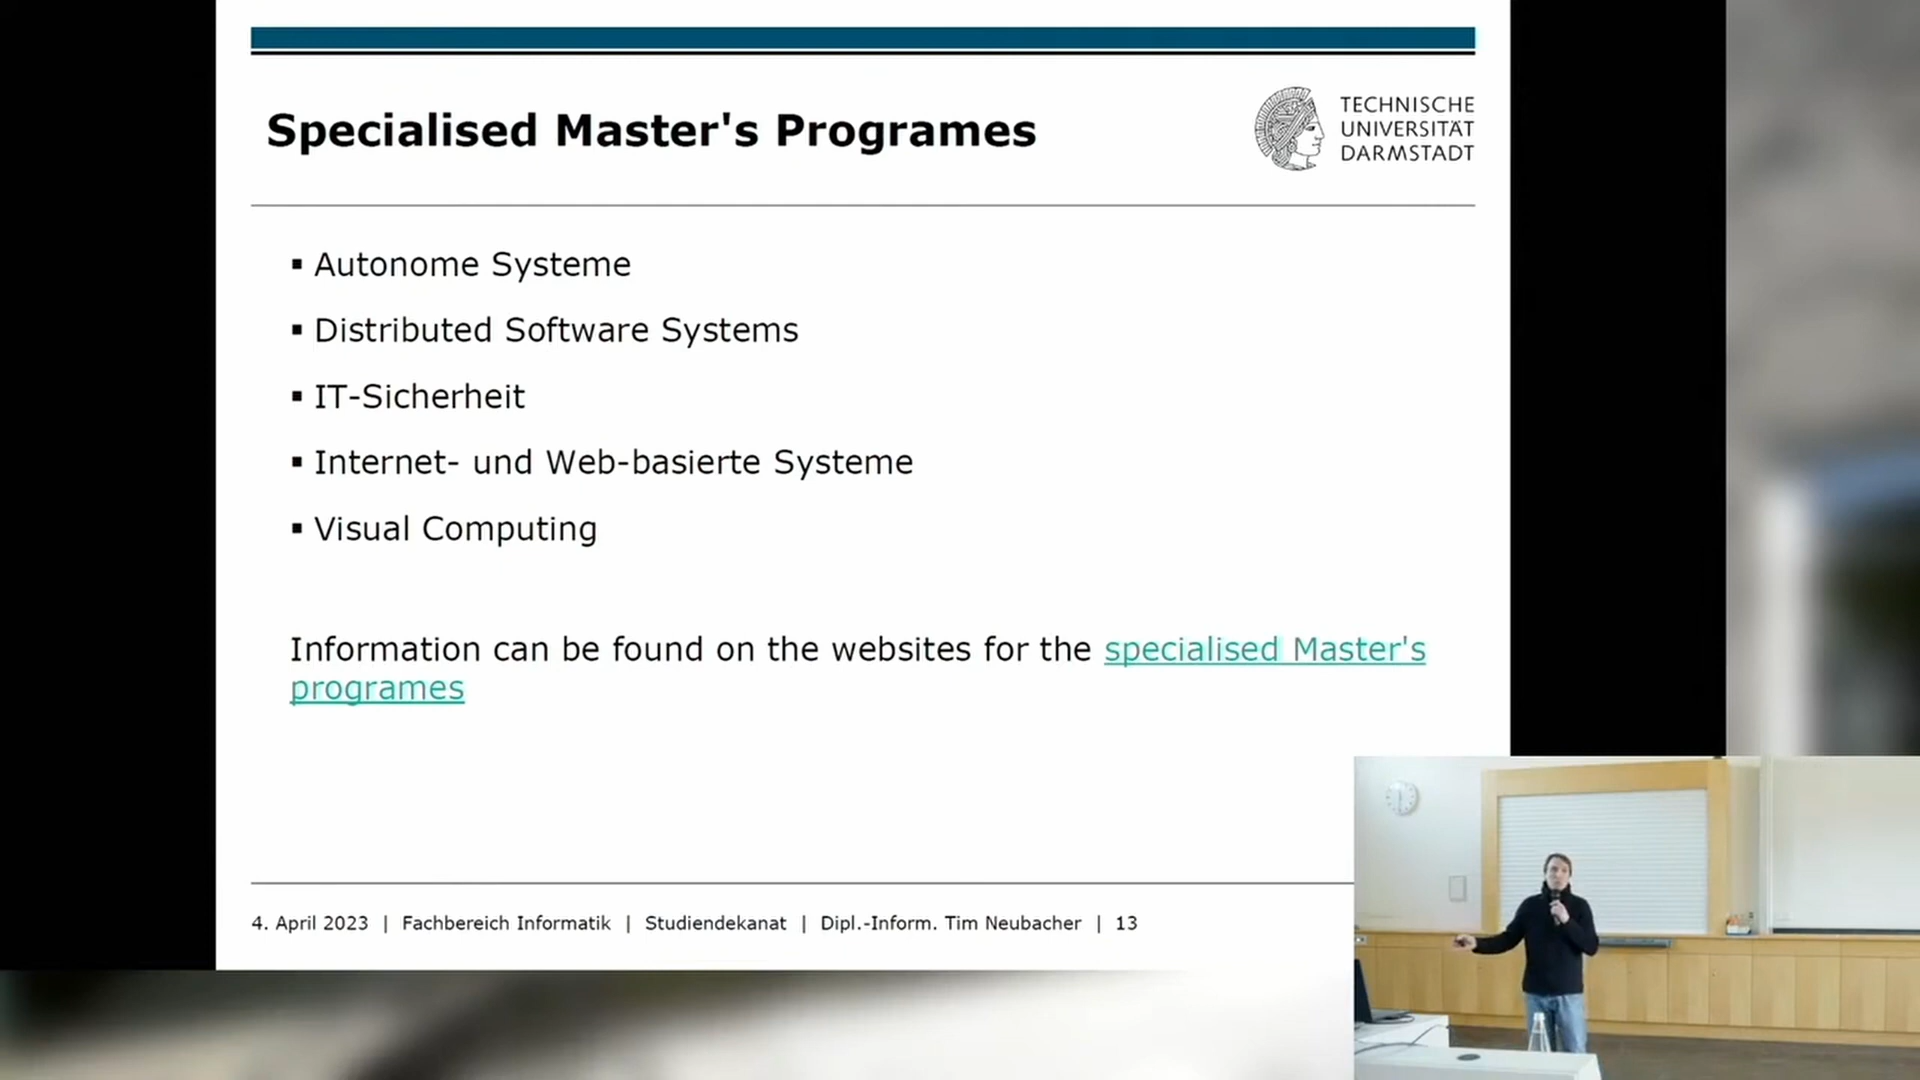 Specialised Master's Programes
TECHNISCHE
UNIVERSITÄT
DARMSTADT
▪ Autonome Systeme
▪ Distributed Software Systems
▪ IT-Sicherheit
▪ Internet- und Web-basierte Systeme
▪ Visual Computing
Information can be found on the websites for the specialised Master's
programes
4. April 2023 | Fachbereich Informatik | Studiendekanat | Dipl.-Inform. Tim Neubacher | 13